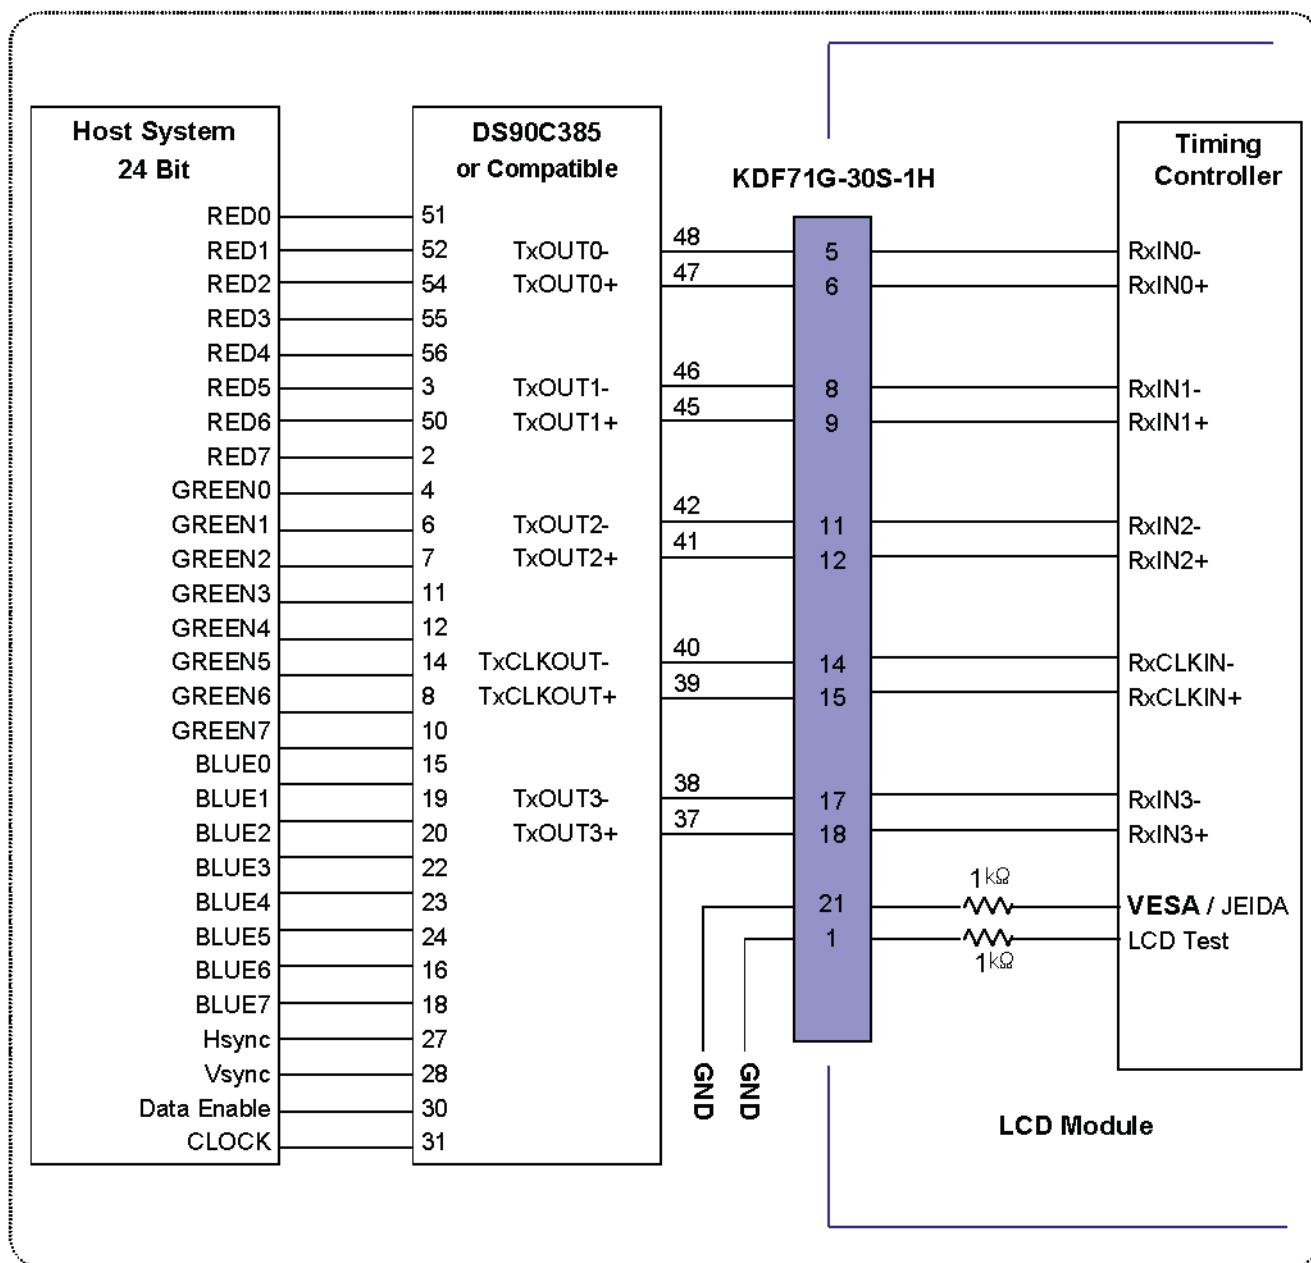 Host System
24 Bit
DS90C385
or Compatible
KDF71G-30S-1H
Timing
Controller
RED0 51
RED1 52 TxOUT0- 48 5 RxIN0-
RED2 54 TxOUT0+ 47 6 RxIN0+
RED3 55
RED4 56
RED5 3 TxOUT1- 46 8 RxIN1-
RED6 50 TxOUT1+ 45 9 RxIN1+
RED7 2
GREEN0 4
GREEN1 6 TxOUT2- 42 11 RxIN2-
GREEN2 7 TxOUT2+ 41 12 RxIN2+
GREEN3 11
GREEN4 12
GREEN5 14 TxCLKOUT- 40 14 RxCLKIN-
GREEN6 8 TxCLKOUT+ 39 15 RxCLKIN+
GREEN7 10
BLUE0 15
BLUE1 19 TxOUT3- 38 17 RxIN3-
BLUE2 20 TxOUT3+ 37 18 RxIN3+
BLUE3 22
1kΩ
BLUE4 23 21 VESA / JEIDA
BLUE5 24 1 LCD Test
1kΩ
BLUE6 16
BLUE7 18
Hsync 27
Vsync 28
Data Enable 30
CLOCK 31
GND
GND
LCD Module